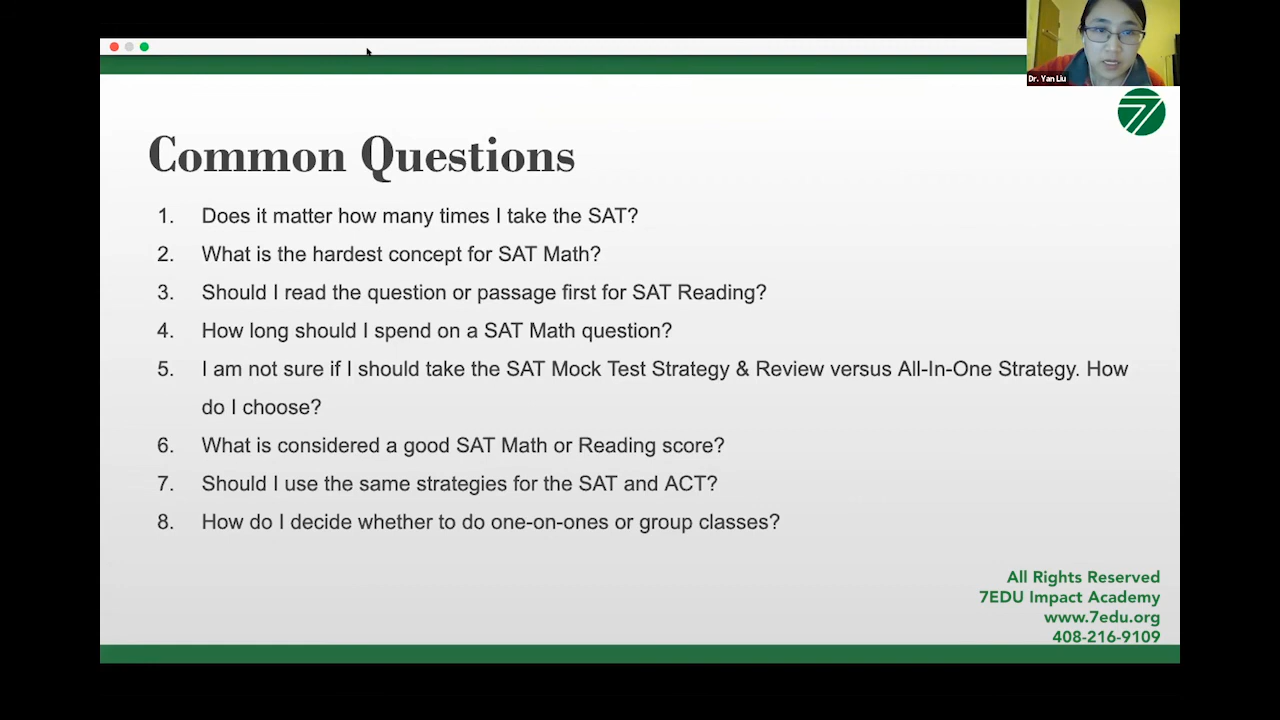 Dr. Yan Liu
Common Questions
1. Does it matter how many times I take the SAT?
2. What is the hardest concept for SAT Math?
3. Should I read the question or passage first for SAT Reading?
4. How long should I spend on a SAT Math question?
5. I am not sure if I should take the SAT Mock Test Strategy & Review versus All-In-One Strategy. How
do I choose?
6. What is considered a good SAT Math or Reading score?
7. Should I use the same strategies for the SAT and ACT?
8. How do I decide whether to do one-on-ones or group classes?
All Rights Reserved
7EDU Impact Academy
www.7edu.org
408-216-9109